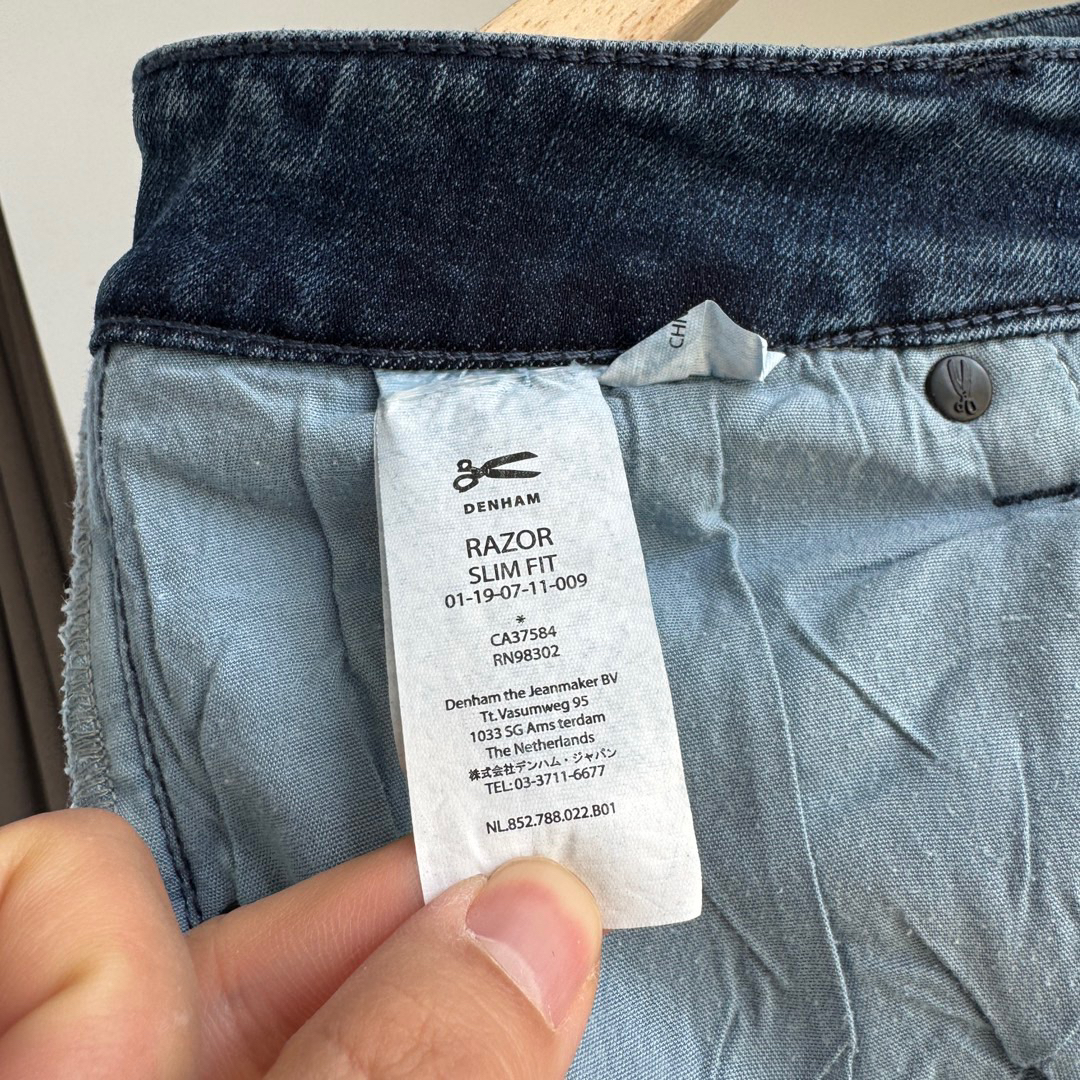 CHI
DENHAM
RAZOR
SLIM FIT
01-19-07-11-009
*
CA37584
RN98302
Denham the Jeanmaker BV
Tt. Vasumweg 95
1033 SG Ams terdam
The Netherlands
株式会社デンハム・ジャパン
TEL: 03-3711-6677
NL.852.788.022.B01